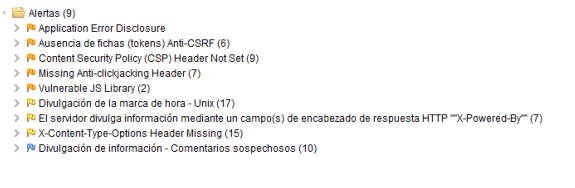 Alertas (9)
Application Error Disclosure
Ausencia de fichas (tokens) Anti-CSRF (6)
Content Security Policy (CSP) Header Not Set (9)
Missing Anti-clickjacking Header (7)
Vulnerable JS Library (2)
Divulgación de la marca de hora - Unix (17)
El servidor divulga información mediante un campo(s) de encabezado de respuesta HTTP ""X-Powered-By"" (7)
X-Content-Type-Options Header Missing (15)
Divulgación de información - Comentarios sospechosos (10)